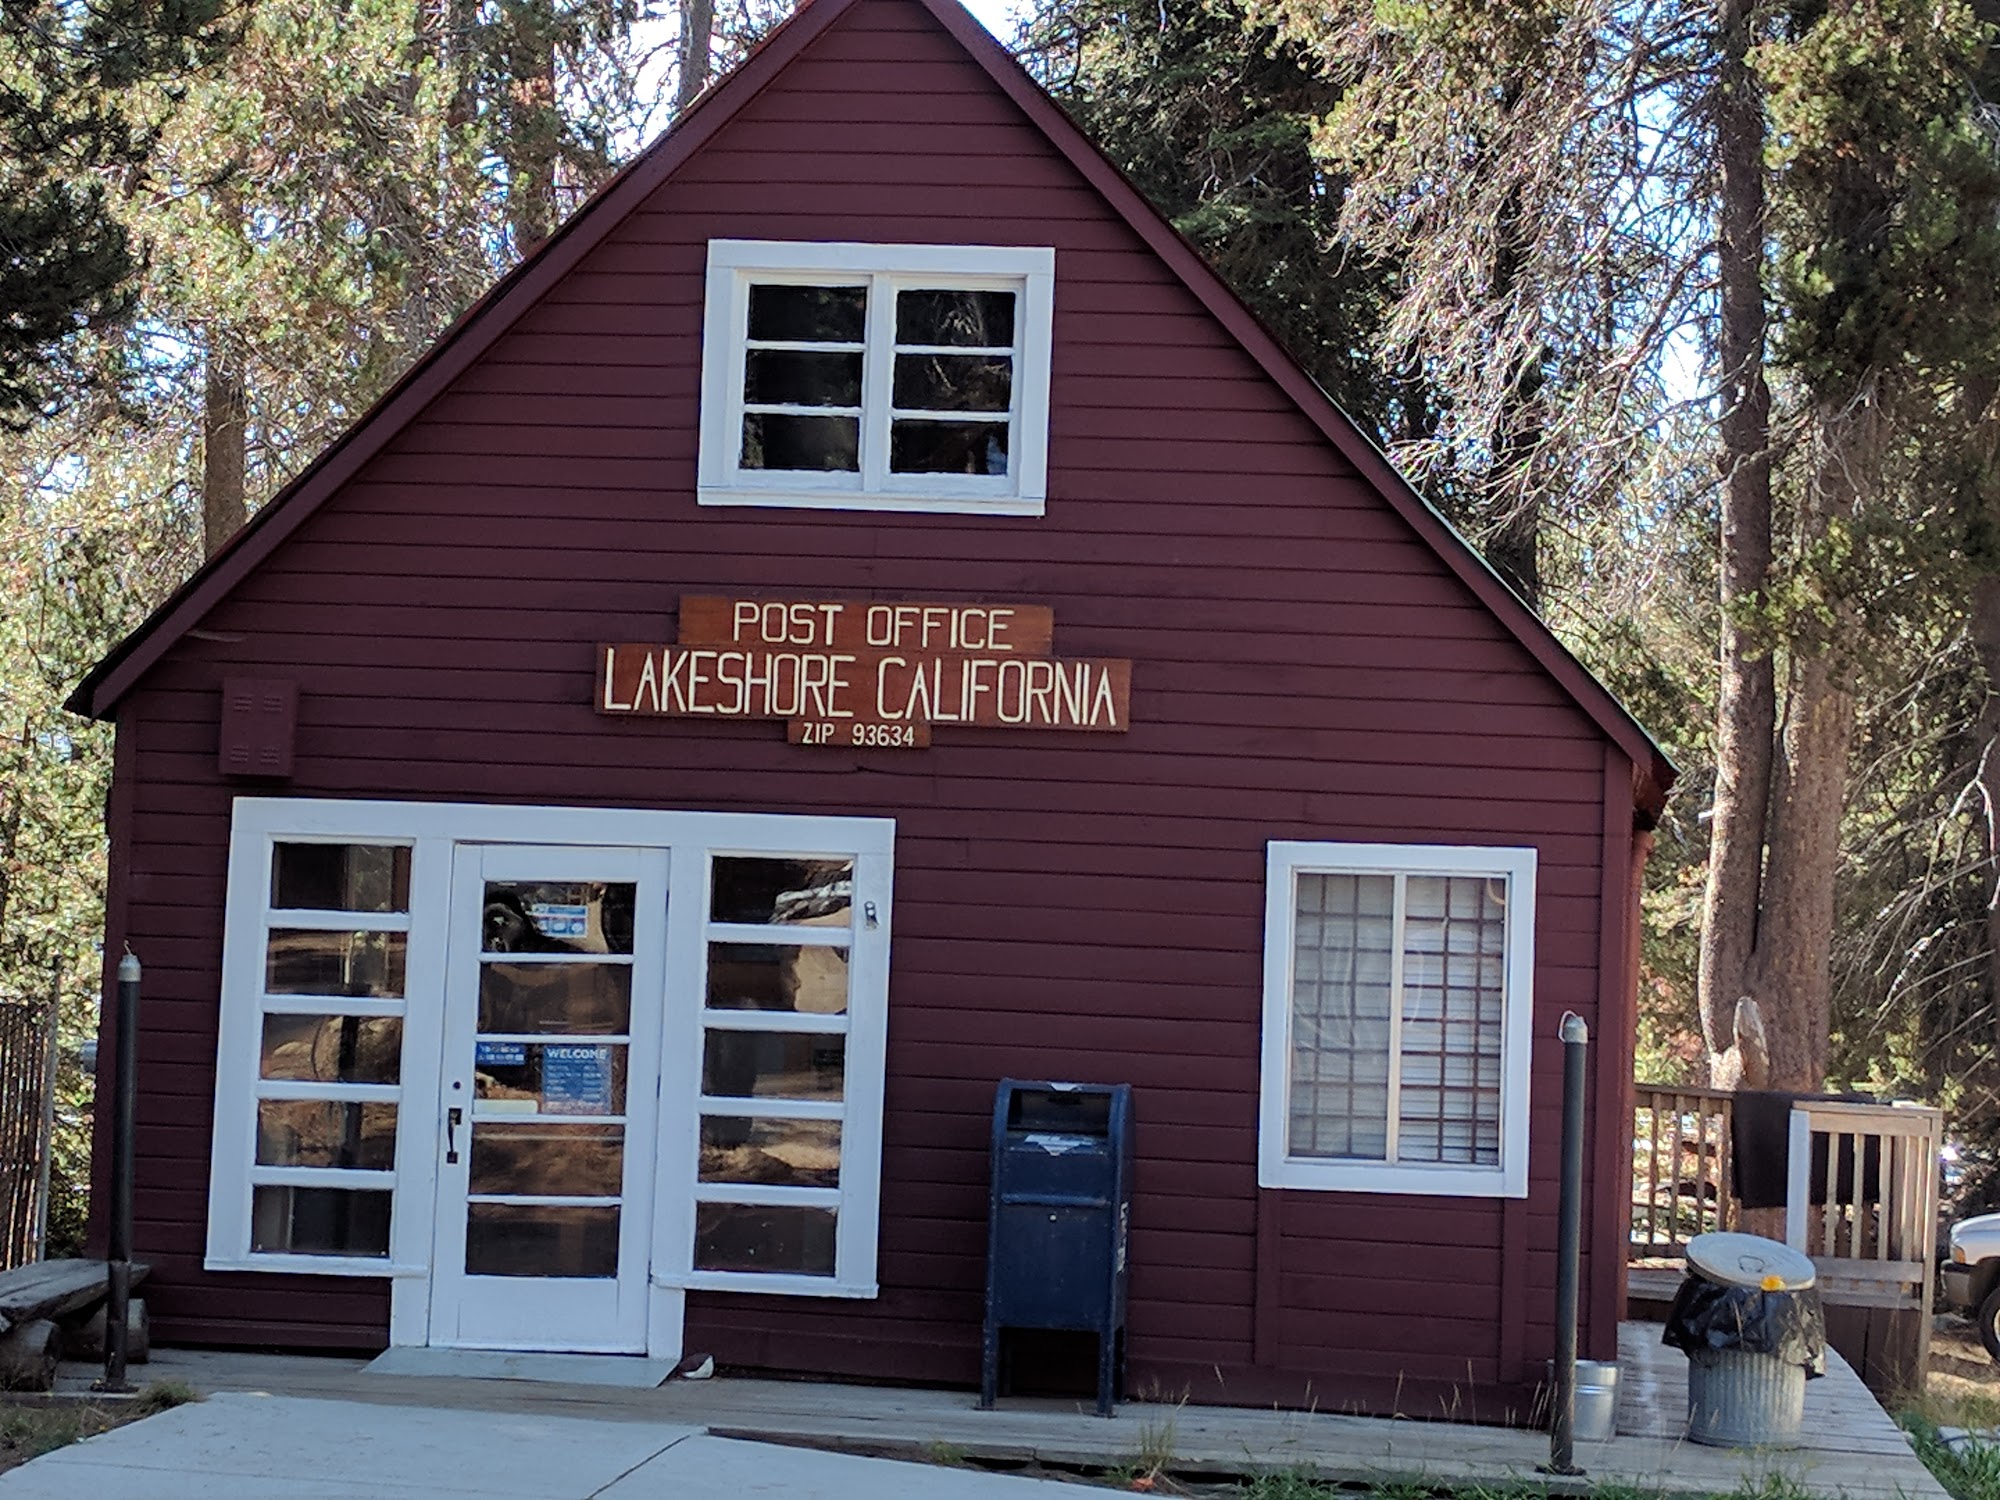 POST OFFICE
LAKESHORE CALIFORNIA
ZIP 93634
WELCOME